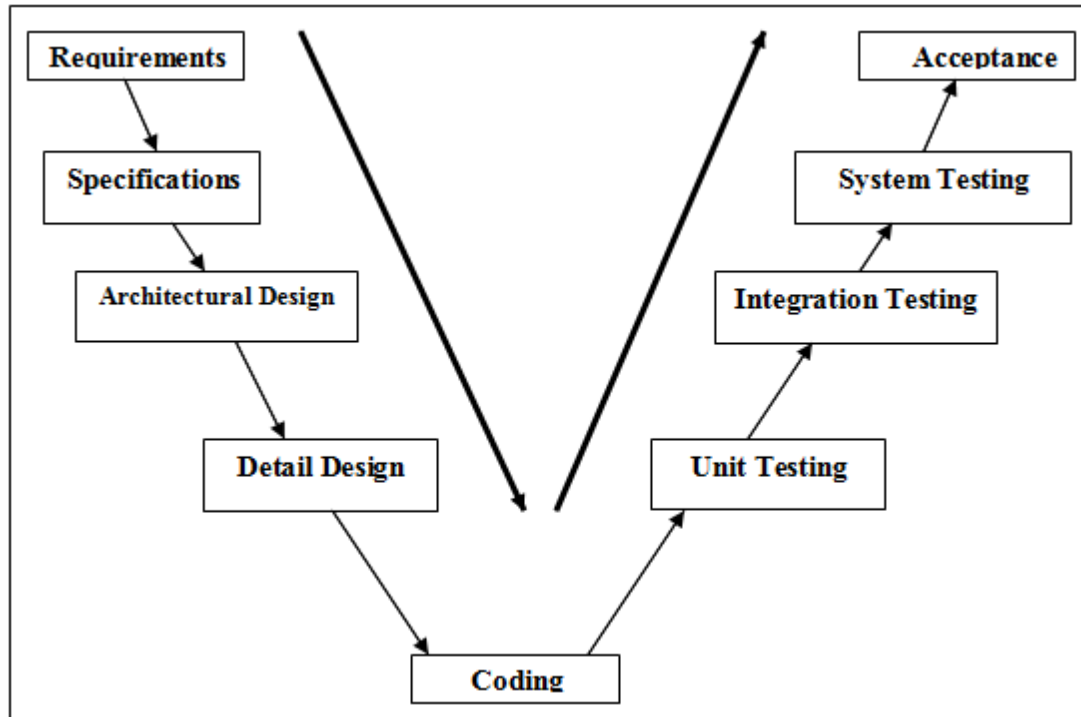 Requirements
Acceptance
Specifications
System Testing
Architectural Design
Integration Testing
Detail Design
Unit Testing
Coding